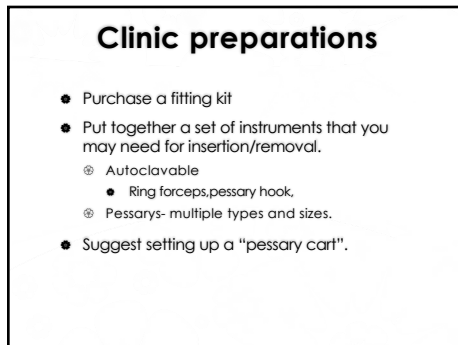 Clinic preparations
Purchase a fitting kit
Put together a set of instruments that you
may need for insertion/removal.
Autoclavable
Ring forceps,pessary hook,
Pessarys- multiple types and sizes.
Suggest setting up a “pessary cart”.